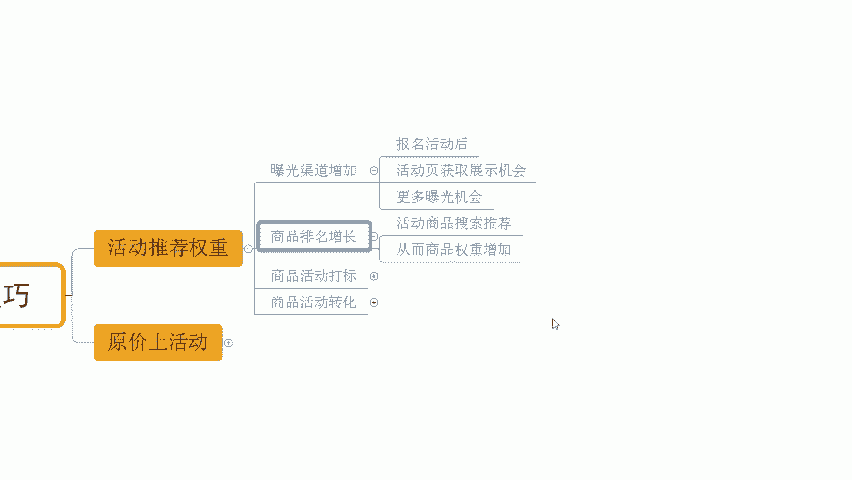 巧
活动推荐权重
曝光渠道增加
报名活动后
活动页获取展示机会
更多曝光机会
商品排名增长
活动商品搜索推荐
从而商品权重增加
商品活动打标
商品活动转化
原价上活动